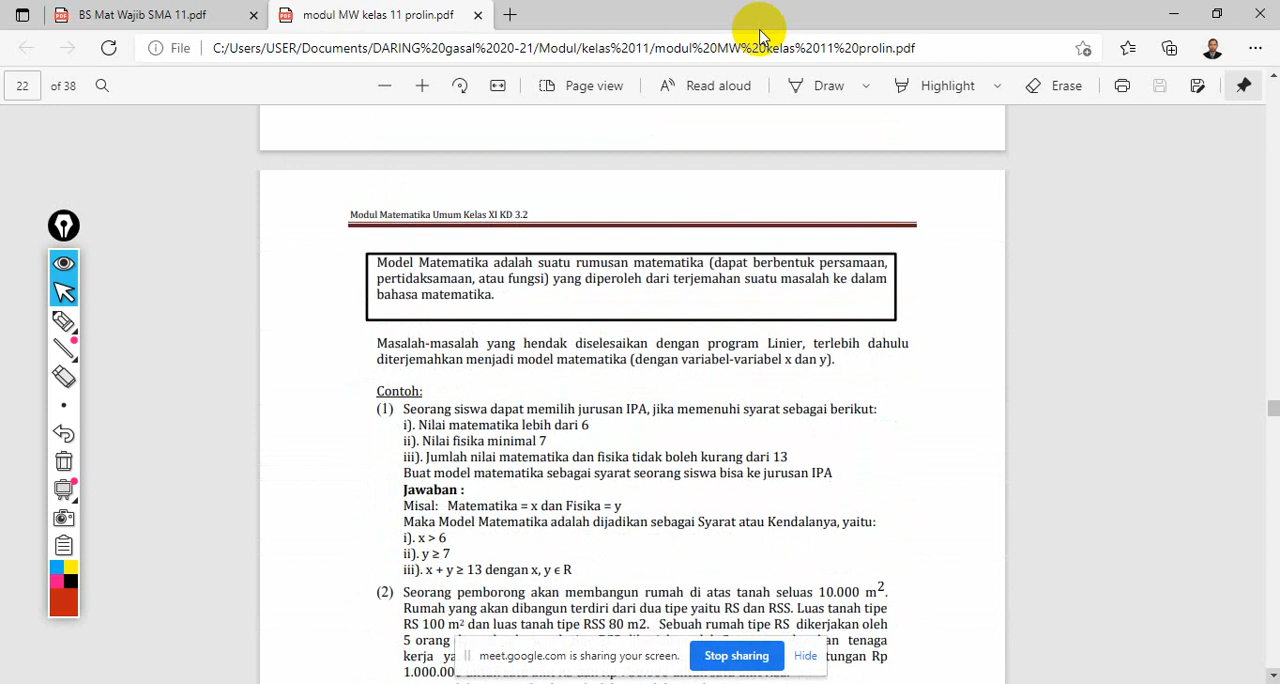 BS Mat Wajib SMA 11.pdf
modul MW kelas 11 prolin.pdf
File
C:/Users/USER/Documents/DARING%20gasal%202020-21/Modul/kelas%2011/modul%20MW%20kelas%2011%20prolin.pdf
22 of 38
Page view
Read aloud
Draw
Highlight
Erase
Modul Matematika Umum Kelas XI KD 3.2
Model Matematika adalah suatu rumusan matematika (dapat berbentuk persamaan,
pertidaksamaan, atau fungsi) yang diperoleh dari terjemahan suatu masalah ke dalam
bahasa matematika.
Masalah-masalah yang hendak diselesaikan dengan program Linier, terlebih dahulu
diterjemahkan menjadi model matematika (dengan variabel-variabel x dan y).
Contoh:
(1) Seorang siswa dapat memilih jurusan IPA, jika memenuhi syarat sebagai berikut:
i). Nilai matematika lebih dari 6
ii). Nilai fisika minimal 7
iii). Jumlah nilai matematika dan fisika tidak boleh kurang dari 13
Buat model matematika sebagai syarat seorang siswa bisa ke jurusan IPA
Jawaban :
Misal: Matematika = x dan Fisika = y
Maka Model Matematika adalah dijadikan sebagai Syarat atau Kendalanya, yaitu:
i). x > 6
ii). y ≥ 7
iii). x + y ≥ 13 dengan x, y ϵ R
(2) Seorang pemborong akan membangun rumah di atas tanah seluas 10.000 m².
Rumah yang akan dibangun terdiri dari dua tipe yaitu RS dan RSS. Luas tanah tipe
RS 100 m² dan luas tanah tipe RSS 80 m2. Sebuah rumah tipe RS dikerjakan oleh
5 orang
tenaga
kerja
Rp
1.000.00
meet.google.com is sharing your screen.
Stop sharing
Hide